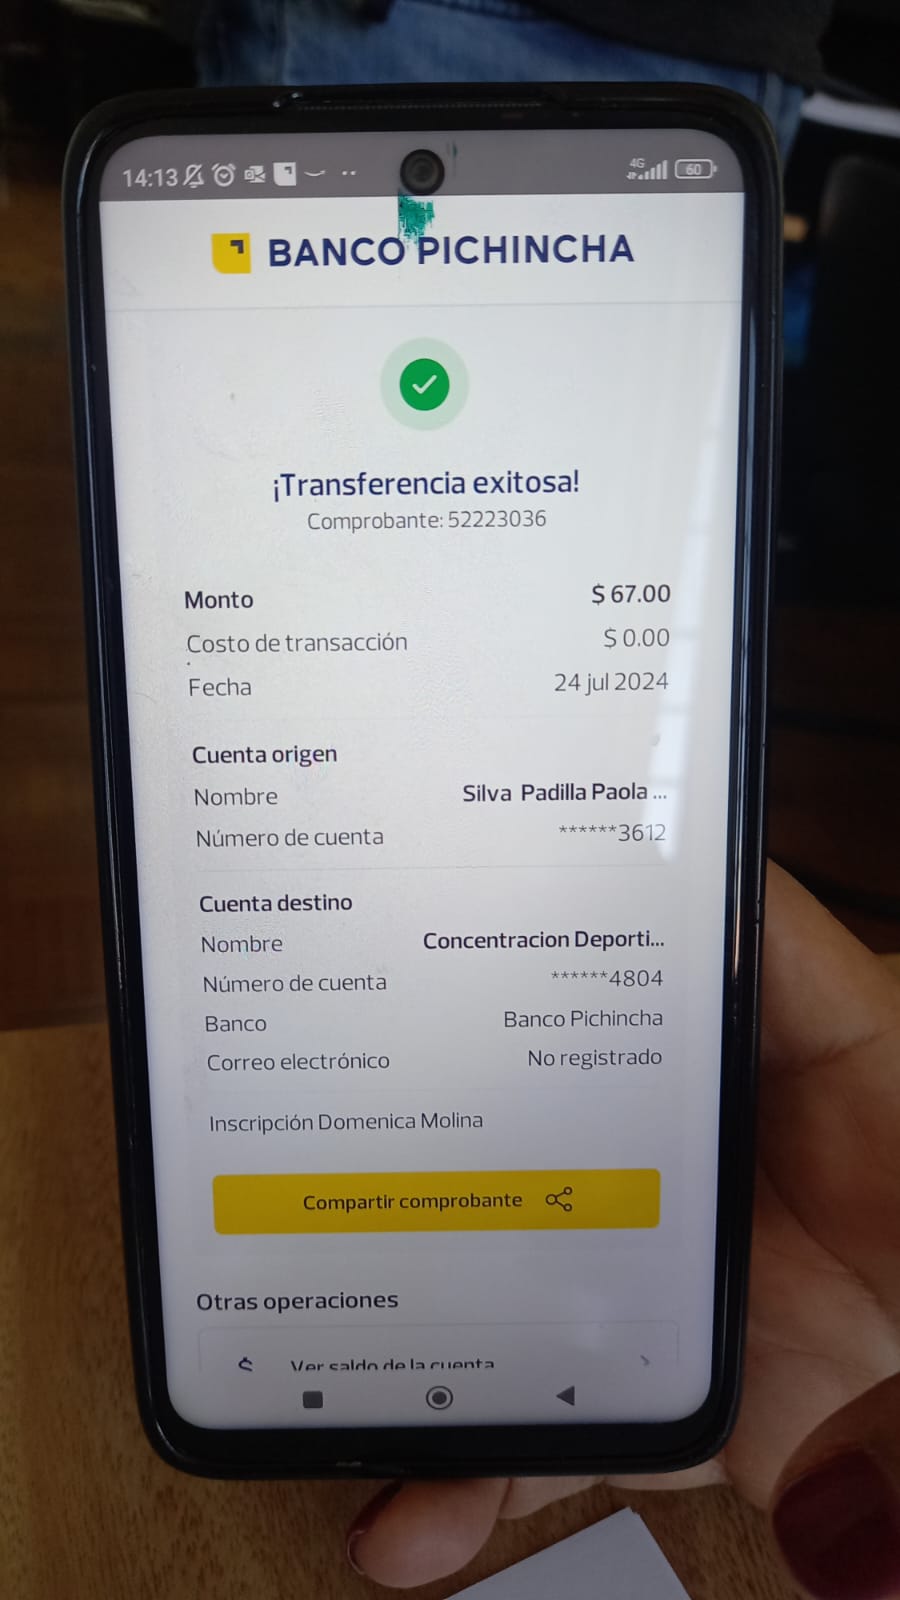 14:13
4G
60
BANCO PICHINCHA
¡Transferencia exitosa!
Comprobante: 52223036
Monto $ 67.00
Costo de transacción $ 0.00
Fecha 24 jul 2024
Cuenta origen
Nombre Silva Padilla Paola ...
Número de cuenta ******3612
Cuenta destino
Nombre Concentracion Deporti...
Número de cuenta ******4804
Banco Banco Pichincha
Correo electrónico No registrado
Inscripción Domenica Molina
Compartir comprobante
Otras operaciones
Ver saldo de la cuenta